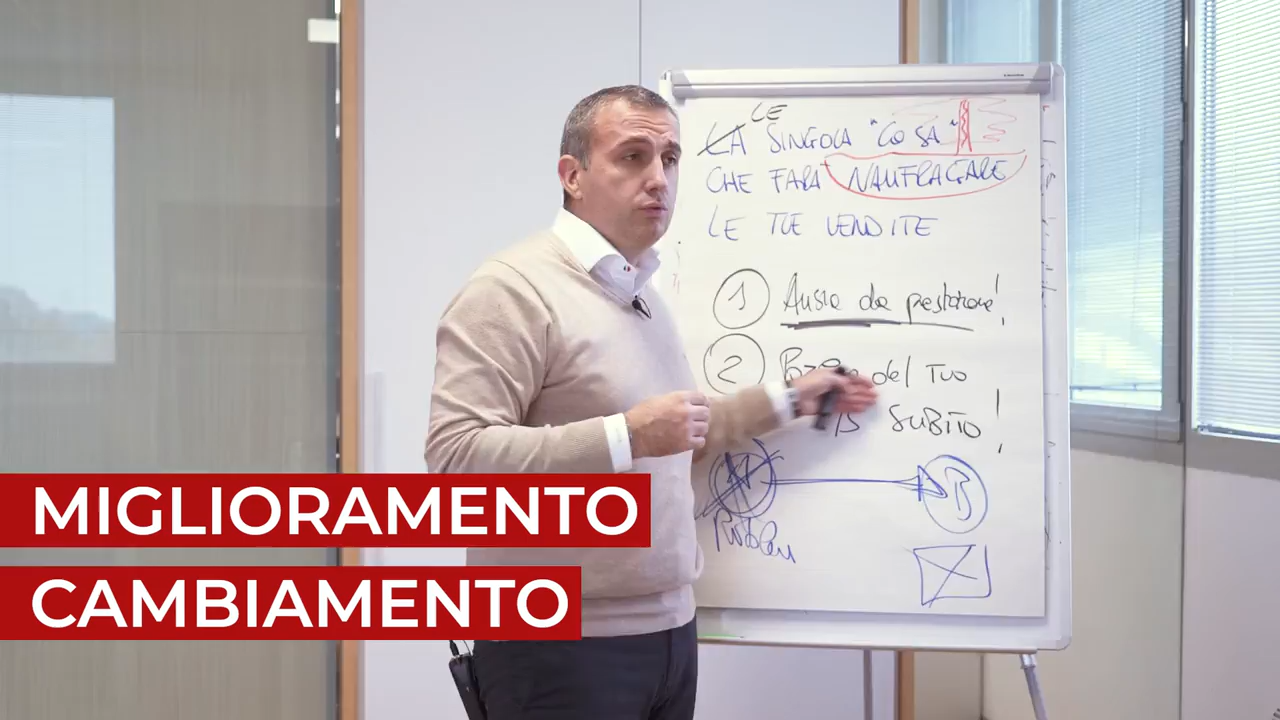 LA LE SINGOLA "COSA"
CHE FARÀ NAUFRAGARE
LE TUE VENDITE
1 Ansia da prestazione!
2 del Tuo
SUBITO!
A B
Problem
MIGLIORAMENTO
CAMBIAMENTO